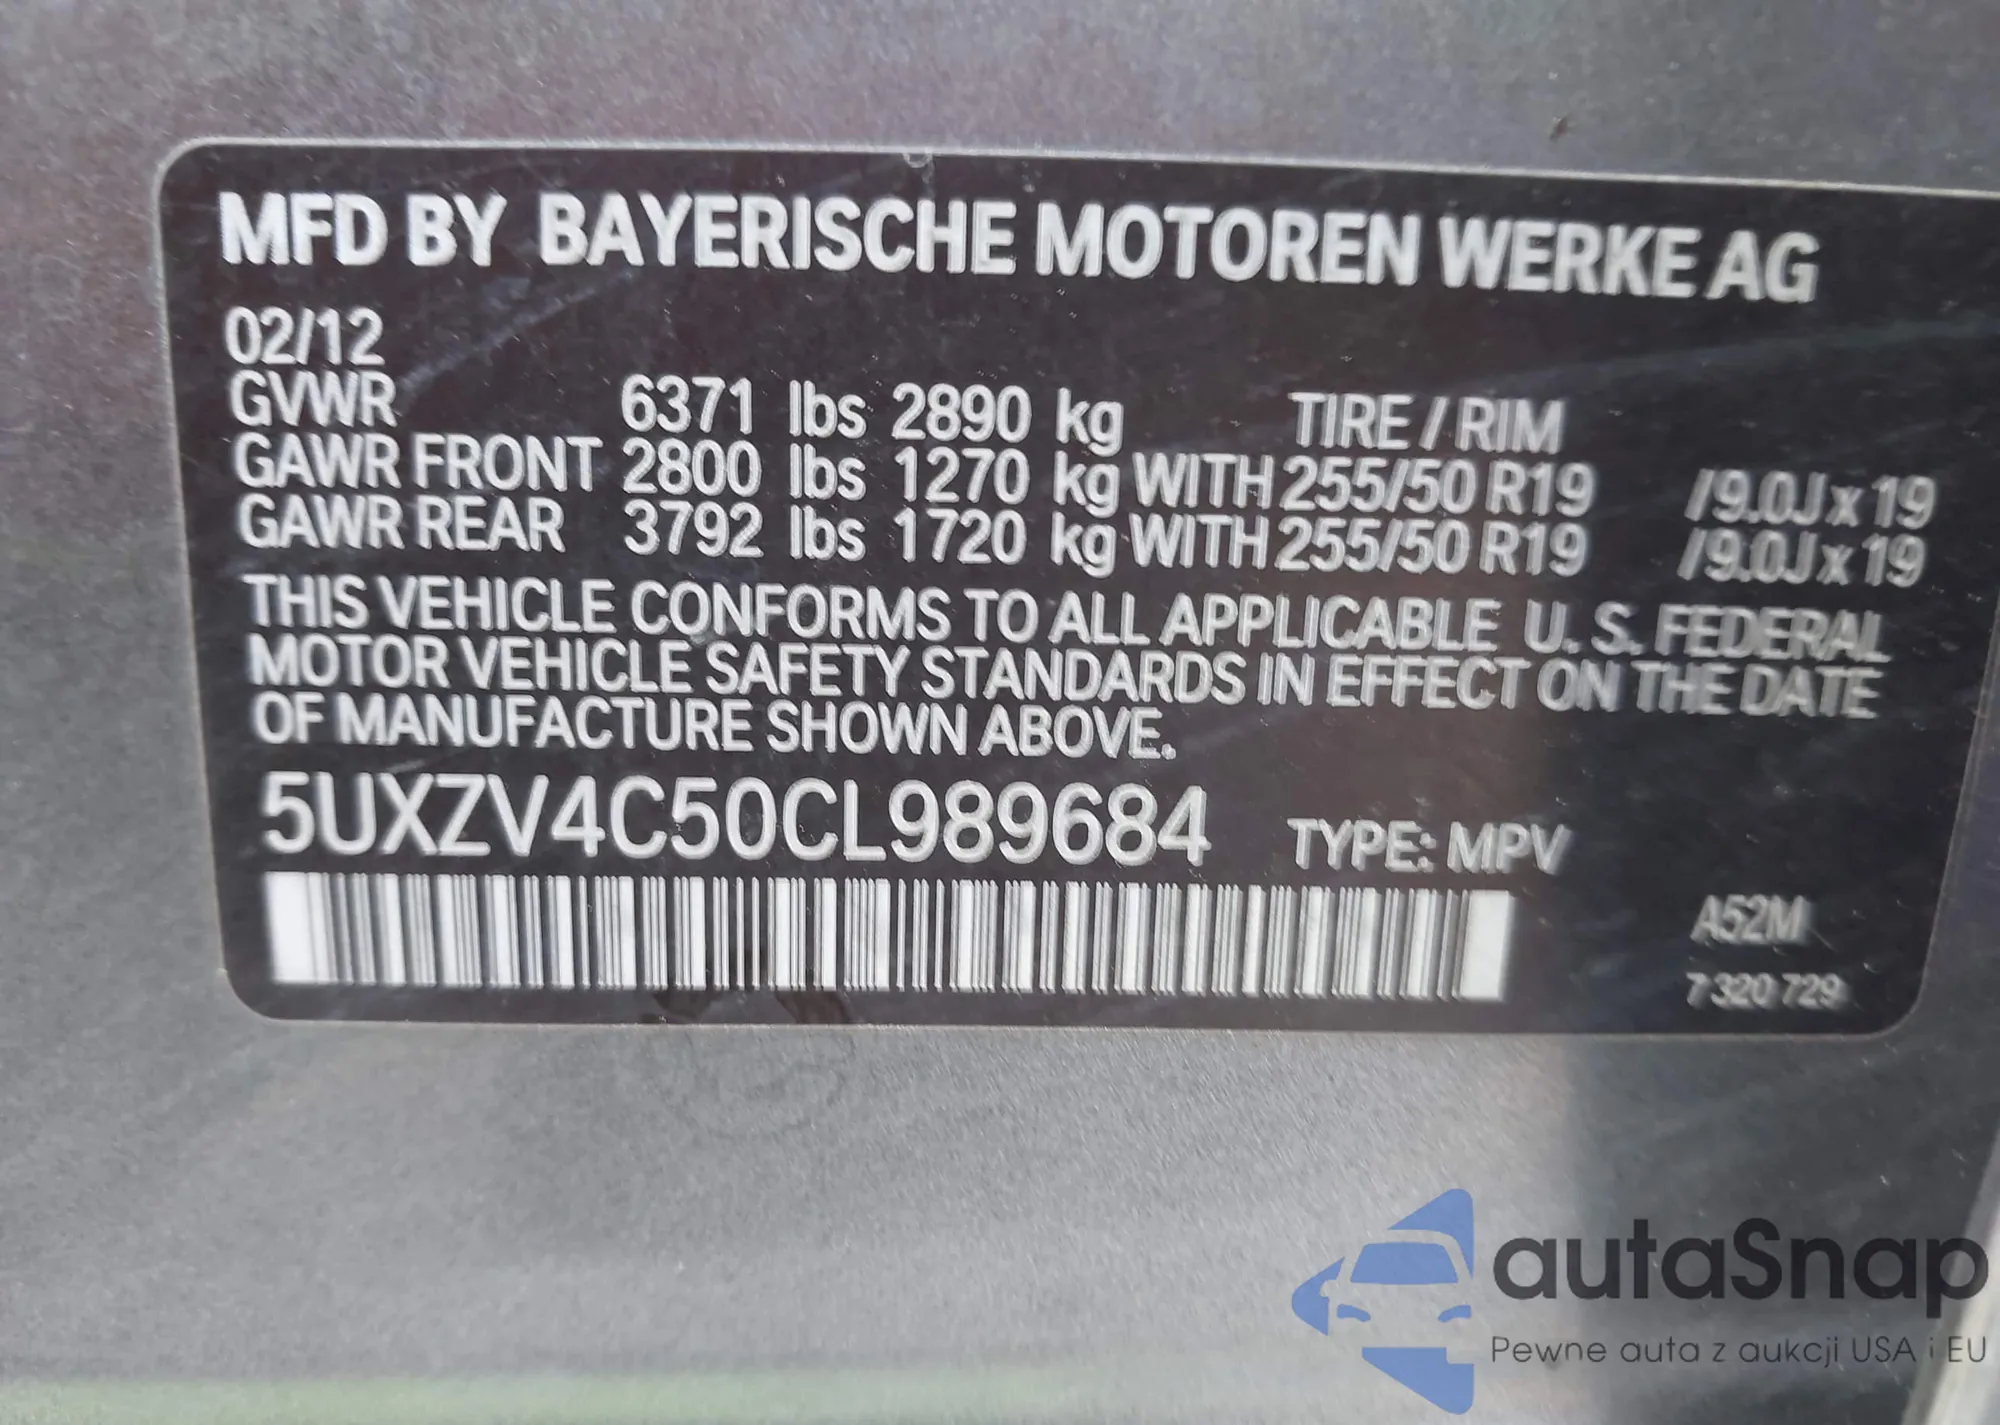 MFD BY BAYERISCHE MOTOREN WERKE AG
02/12
GVWR 6371 lbs 2890 kg TIRE / RIM
GAWR FRONT 2800 lbs 1270 kg WITH 255/50 R19 /9.0J x 19
GAWR REAR 3792 lbs 1720 kg WITH 255/50 R19 /9.0J x 19
THIS VEHICLE CONFORMS TO ALL APPLICABLE U. S. FEDERAL
MOTOR VEHICLE SAFETY STANDARDS IN EFFECT ON THE DATE
OF MANUFACTURE SHOWN ABOVE.
5UXZV4C50CL989684 TYPE: MPV
A52M
7 320 729
autaSnap
Pewne auta z aukcji USA i EU